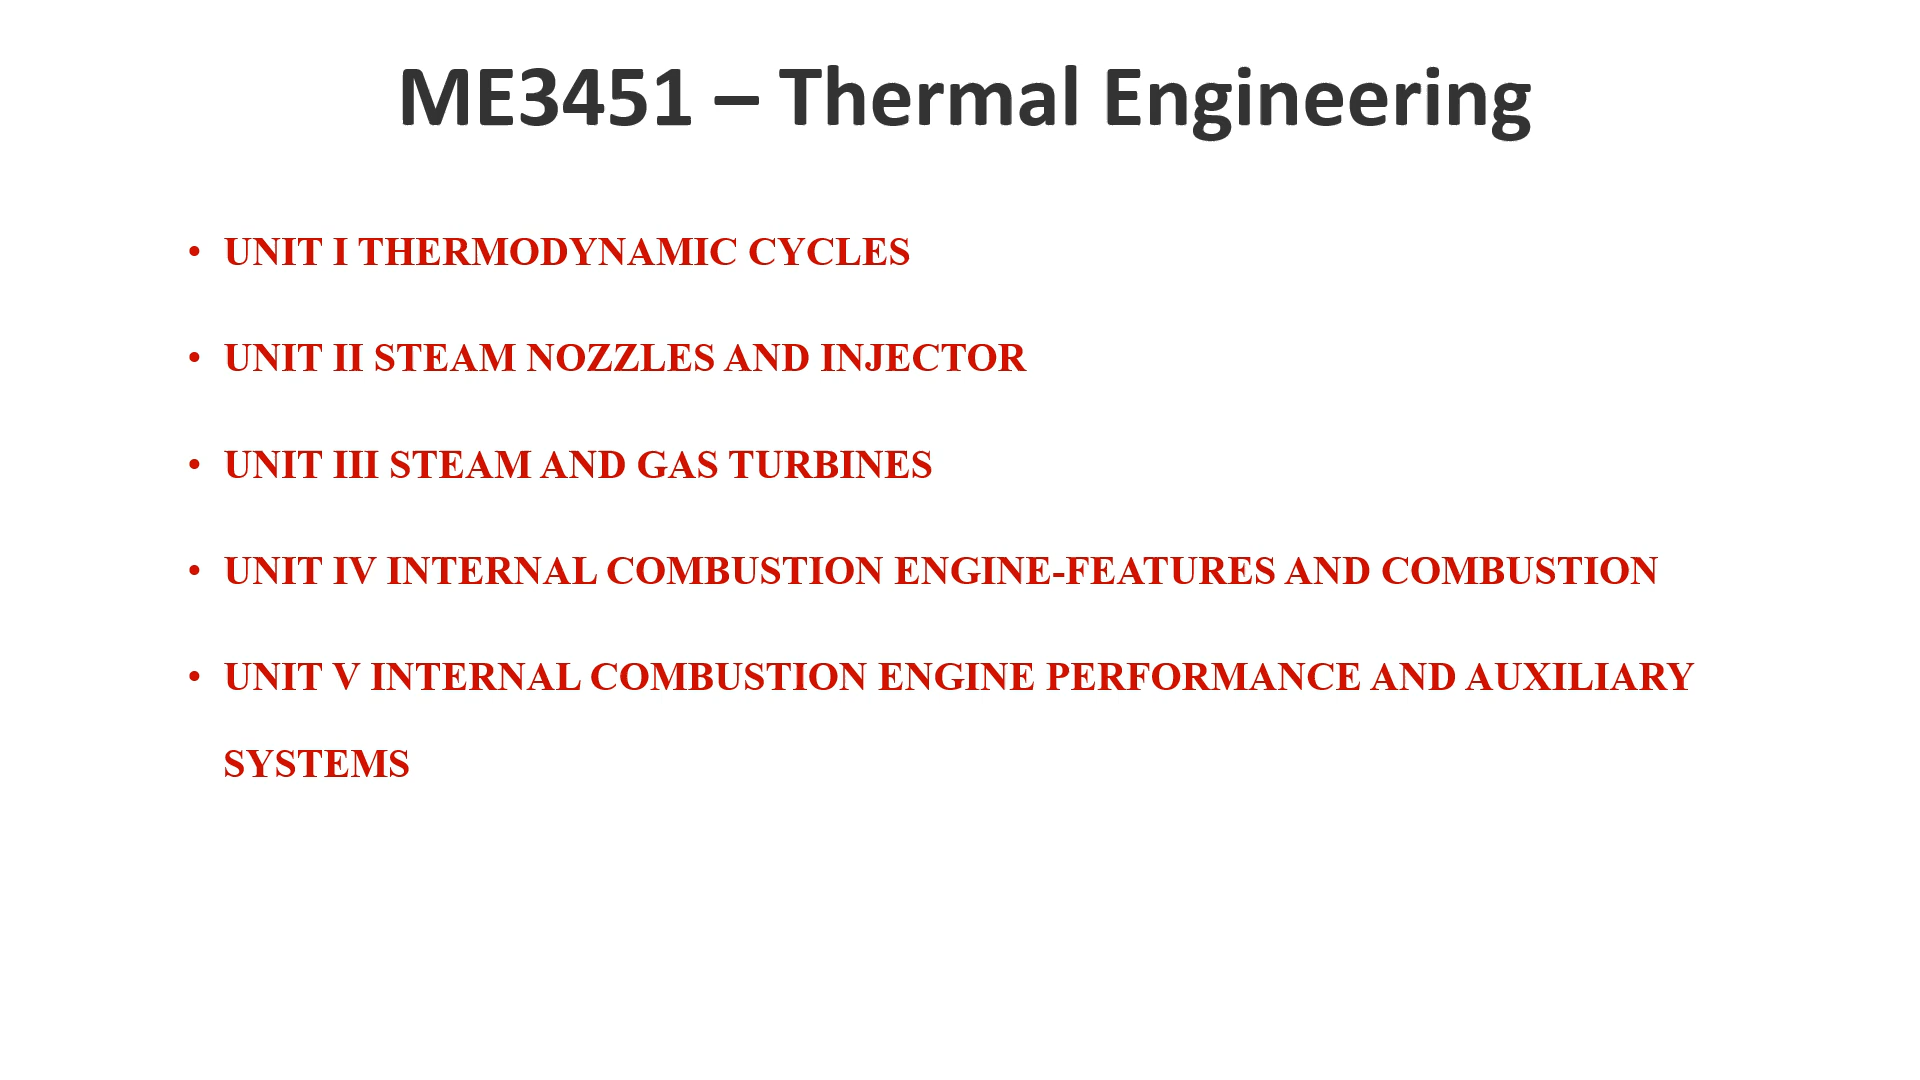 ME3451 – Thermal Engineering
• UNIT I THERMODYNAMIC CYCLES
• UNIT II STEAM NOZZLES AND INJECTOR
• UNIT III STEAM AND GAS TURBINES
• UNIT IV INTERNAL COMBUSTION ENGINE-FEATURES AND COMBUSTION
• UNIT V INTERNAL COMBUSTION ENGINE PERFORMANCE AND AUXILIARY
SYSTEMS